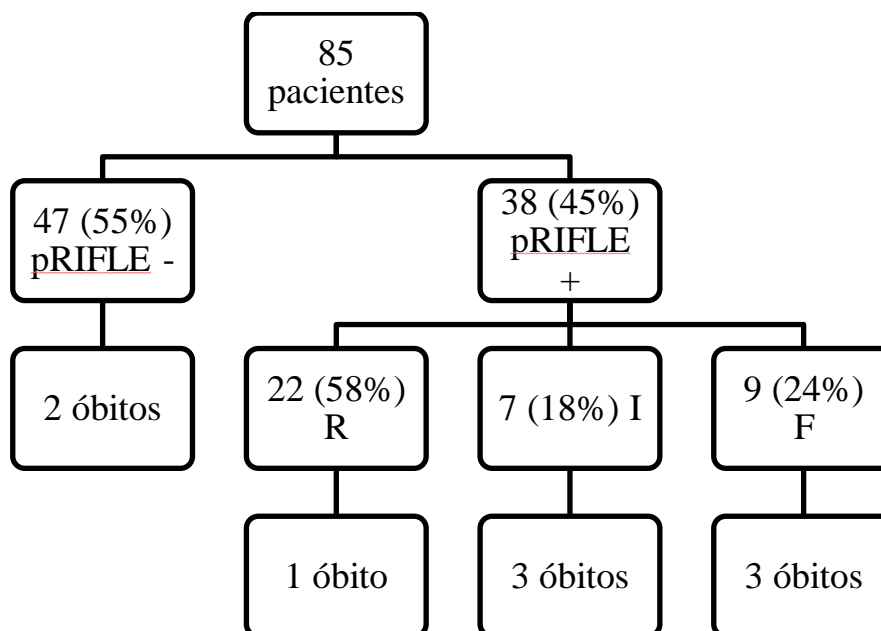 85
pacientes
47 (55%)
pRIFLE -
38 (45%)
pRIFLE
+
2 óbitos
22 (58%)
R
7 (18%) I
9 (24%)
F
1 óbito
3 óbitos
3 óbitos